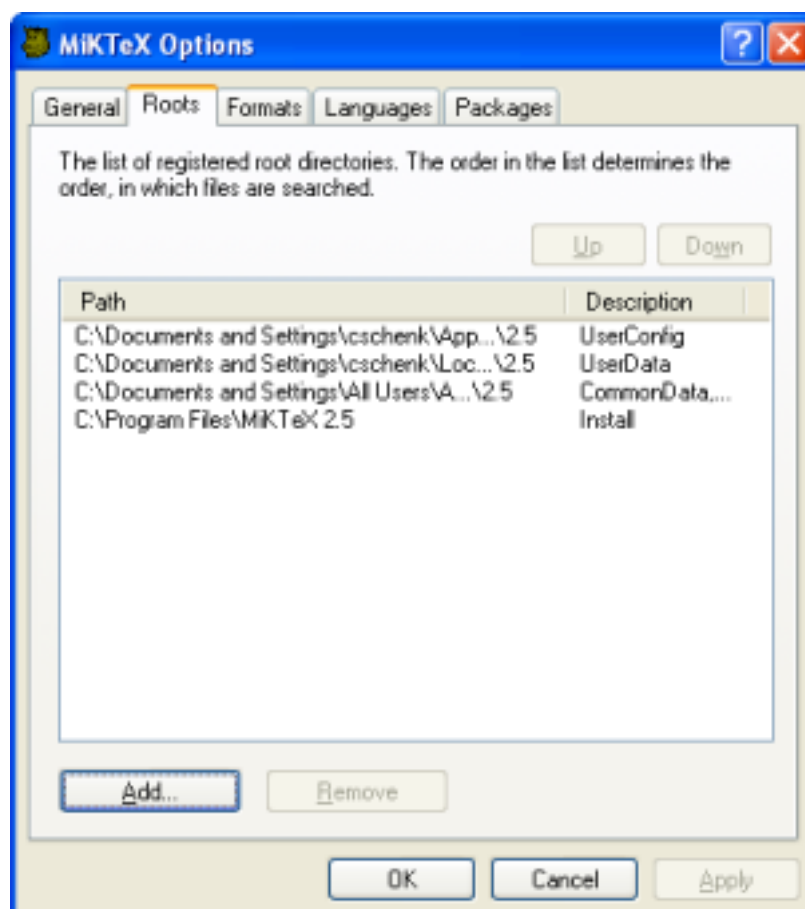 MiKTeX Options
General Roots Formats Languages Packages
The list of registered root directories. The order in the list determines the
order, in which files are searched.
Up Down
Path Description
C:\Documents and Settings\cschenk\App...\2.5 UserConfig
C:\Documents and Settings\cschenk\Loc...\2.5 UserData
C:\Documents and Settings\All Users\A...\2.5 CommonData,...
C:\Program Files\MiKTeX 2.5 Install
Add... Remove
OK Cancel Apply